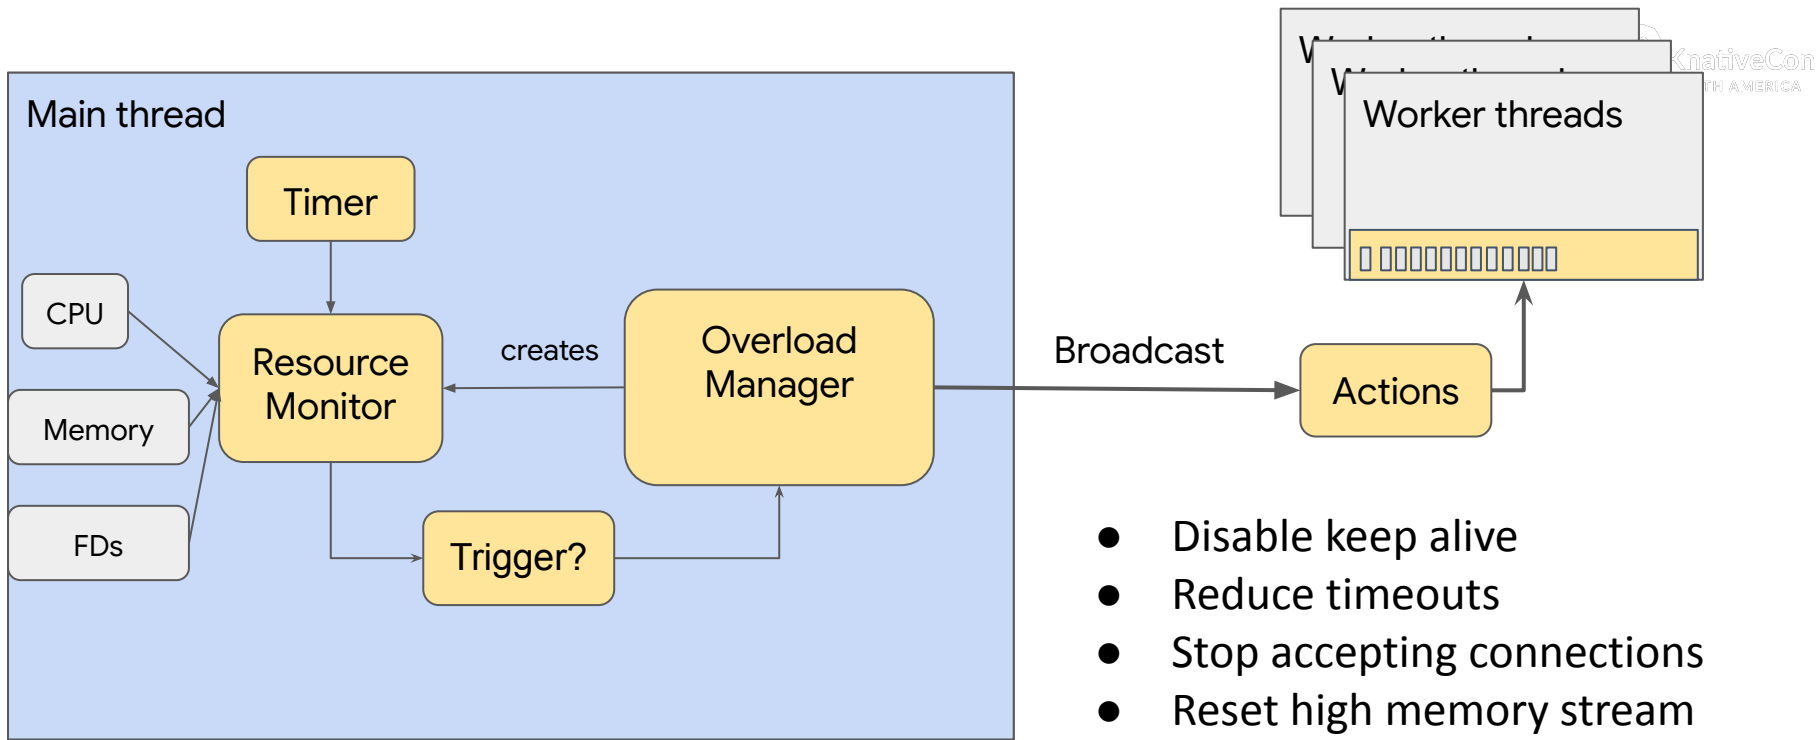 Main thread
Timer
CPU
Memory
FDs
Resource
Monitor
creates
Overload
Manager
Trigger?
Broadcast
Actions
Worker threads
● Disable keep alive
● Reduce timeouts
● Stop accepting connections
● Reset high memory stream
KnativeCon